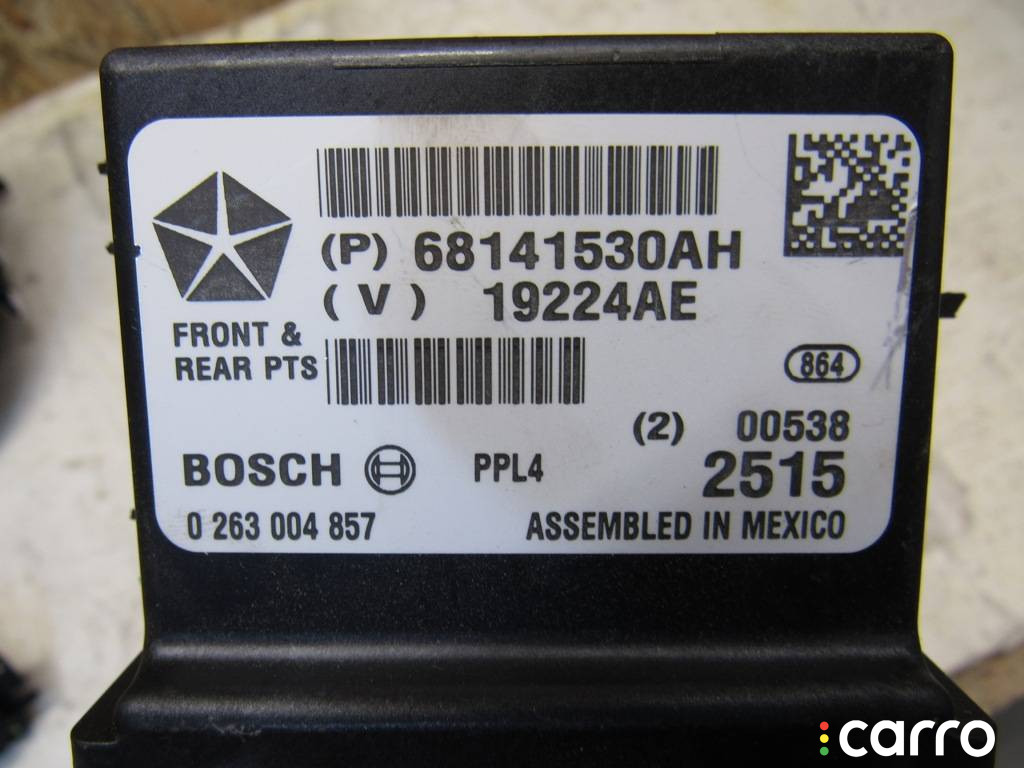 (P) 68141530AH
(V) 19224AE
FRONT &
REAR PTS
864
(2) 00538
BOSCH PPL4 2515
0 263 004 857 ASSEMBLED IN MEXICO
carro